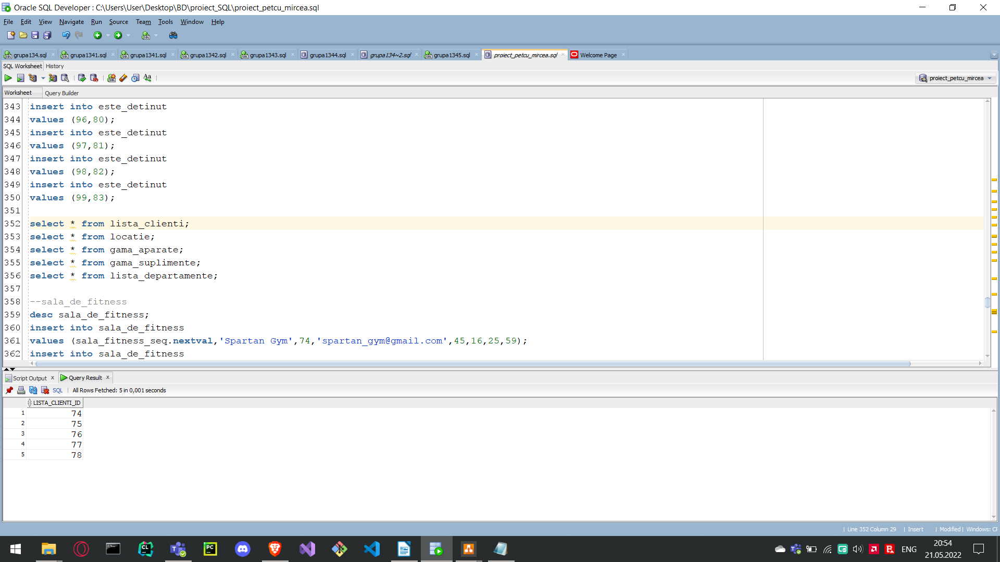 Oracle SQL Developer : C:\Users\User\Desktop\BD\proiect_SQL\proiect_petcu_mircea.sql
File Edit View Navigate Run Source Team Tools Window Help
grupa134.sql grupa1341.sql grupa1341.sql grupa1342.sql grupa1343.sql grupa1344.sql grupa134~2.sql grupa1345.sql proiect_petcu_mircea.sql Welcome Page
SQL Worksheet History
proiect_petcu_mircea
Worksheet Query Builder
343 insert into este_detinut
344 values (96,80);
345 insert into este_detinut
346 values (97,81);
347 insert into este_detinut
348 values (98,82);
349 insert into este_detinut
350 values (99,83);
351
352 select * from lista_clienti;
353 select * from locatie;
354 select * from gama_aparate;
355 select * from gama_suplimente;
356 select * from lista_departamente;
357
358 --sala_de_fitness
359 desc sala_de_fitness;
360 insert into sala_de_fitness
361 values (sala_fitness_seq.nextval,'Spartan Gym',74,'spartan_gym@gmail.com',45,16,25,59);
362 insert into sala_de_fitness
Script Output Query Result
SQL All Rows Fetched: 5 in 0,001 seconds
LISTA_CLIENTI_ID
1 74
2 75
3 76
4 77
5 78
Line 352 Column 29 Insert Modified Windows: CF
ENG
20:54
21.05.2022